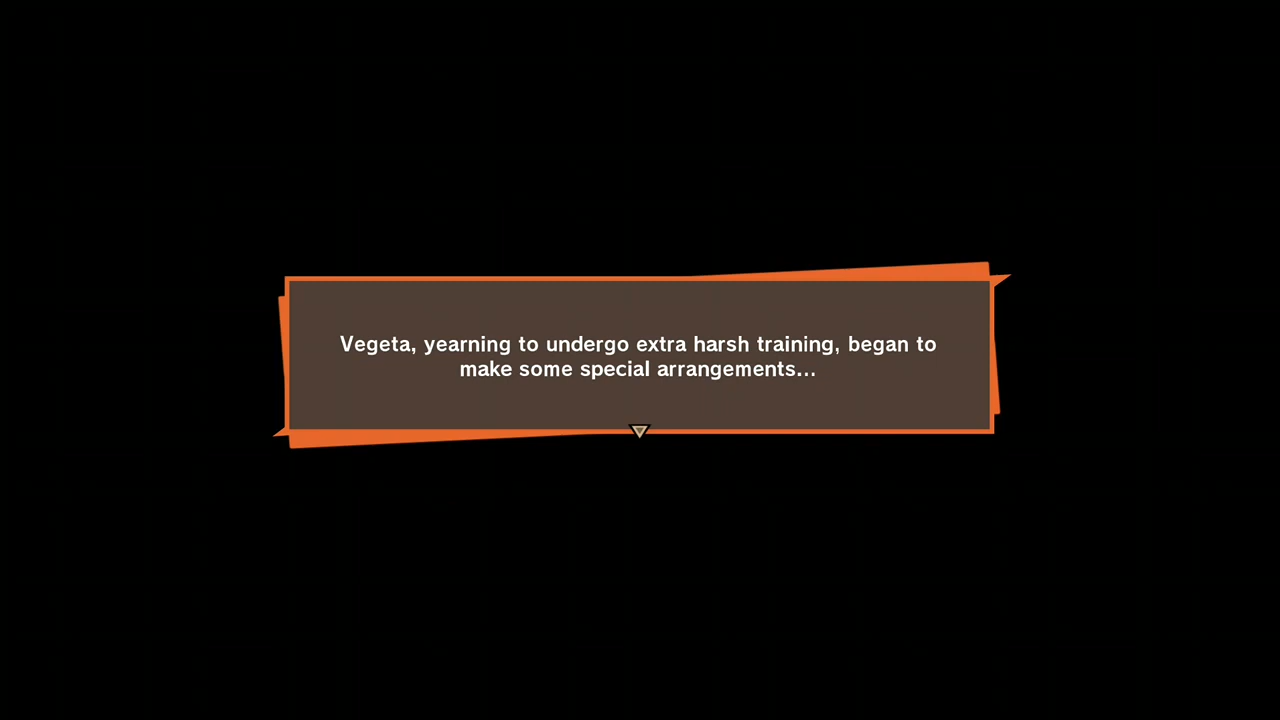 Vegeta, yearning to undergo extra harsh training, began to
make some special arrangements...